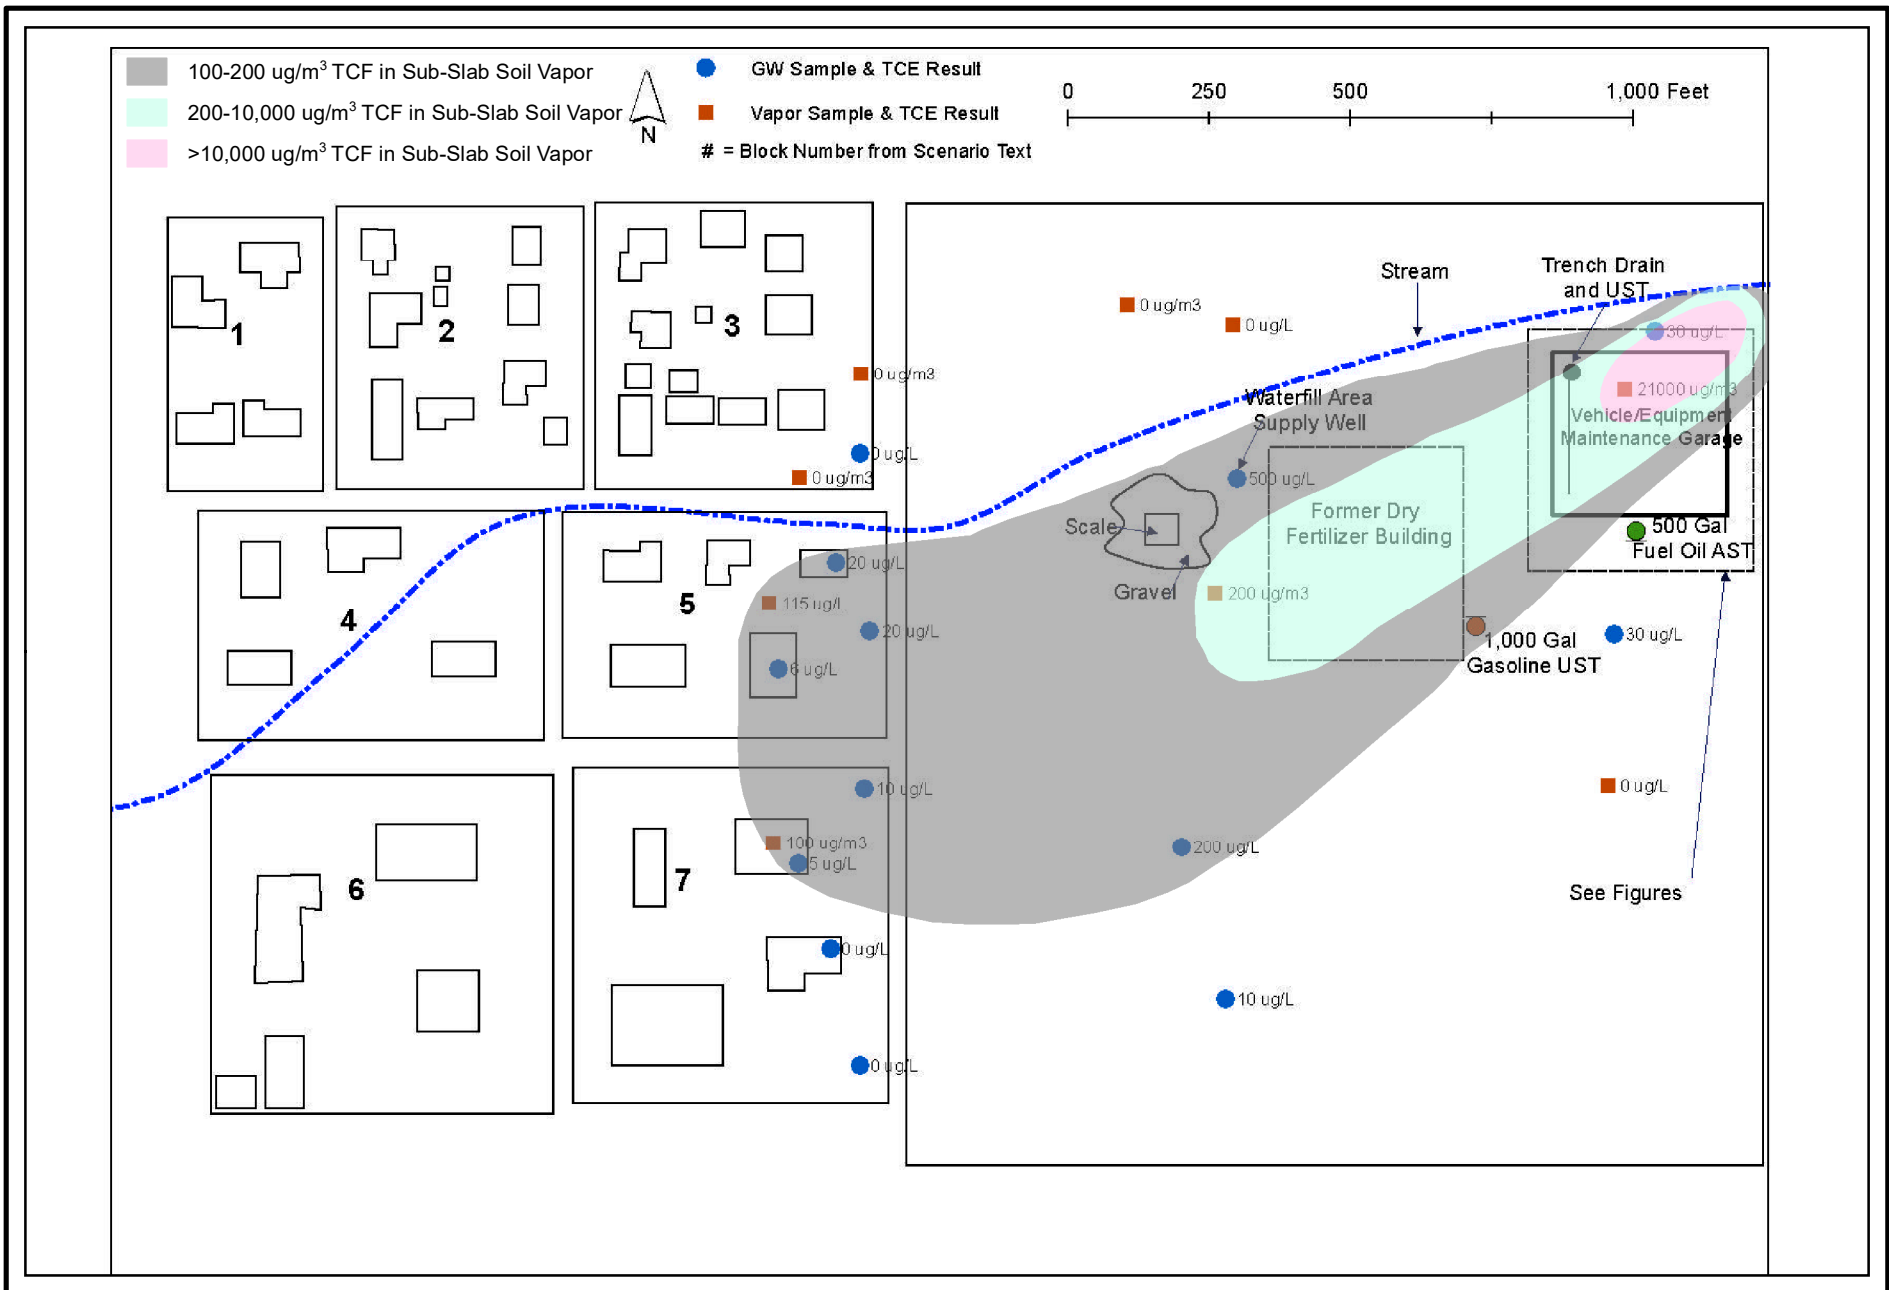 100-200 ug/m³ TCF in Sub-Slab Soil Vapor
200-10,000 ug/m³ TCF in Sub-Slab Soil Vapor
>10,000 ug/m³ TCF in Sub-Slab Soil Vapor
N
GW Sample & TCE Result
Vapor Sample & TCE Result
# = Block Number from Scenario Text
0 250 500 1,000 Feet
1
2
3
0 ug/m3
0 ug/L
0 ug/m3
0 ug/m3
0 ug/L
Stream
Trench Drain
and UST
30 ug/L
21000 ug/m3
Vehicle/Equipment
Maintenance Garage
Waterfill Area
Supply Well
500 ug/L
Scale
Gravel
Former Dry
Fertilizer Building
200 ug/m3
500 Gal
Fuel Oil AST
1,000 Gal
Gasoline UST
30 ug/L
4
5
20 ug/L
115 ug/l
20 ug/L
6 ug/L
10 ug/L
6
7
100 ug/m3
5 ug/L
200 ug/L
0 ug/L
See Figures
0 ug/L
10 ug/L
0 ug/L